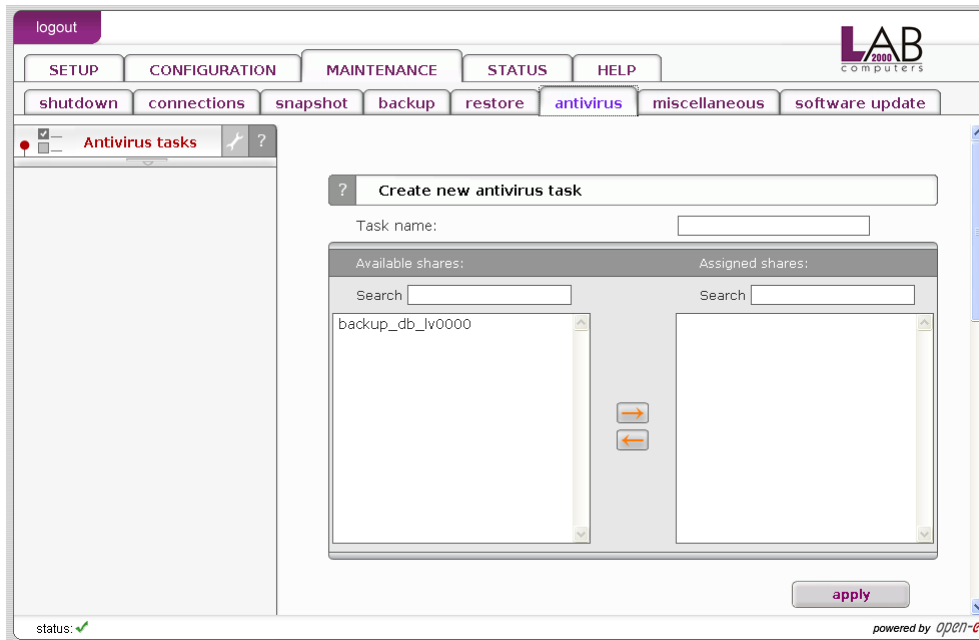 logout
LAB
2000
computers
SETUP CONFIGURATION MAINTENANCE STATUS HELP
shutdown connections snapshot backup restore antivirus miscellaneous software update
Antivirus tasks ?
? Create new antivirus task
Task name:
Available shares: Assigned shares:
Search Search
backup_db_lv0000
apply
status: powered by open-e